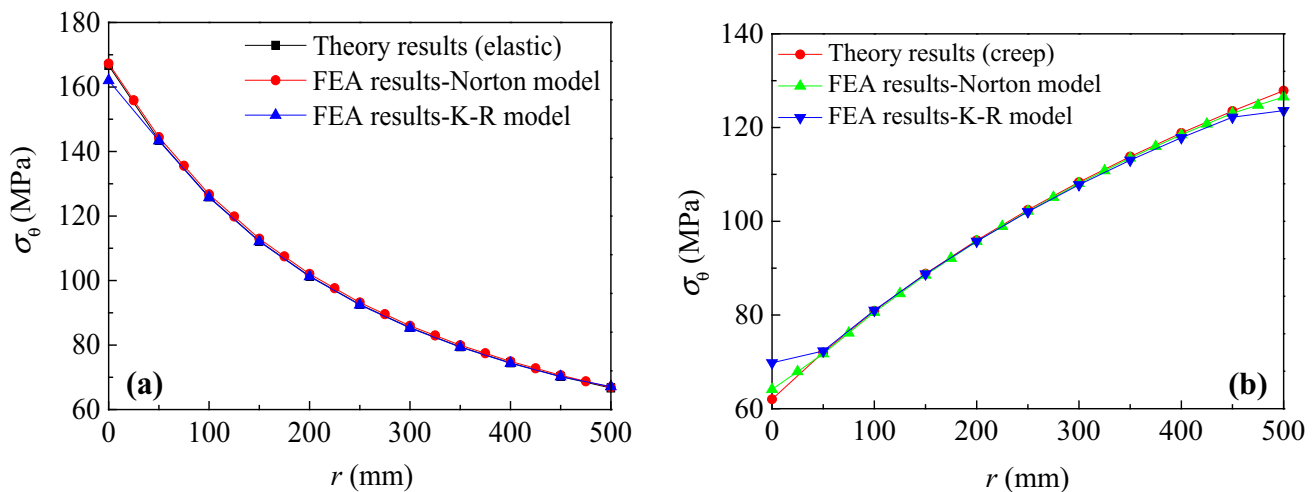 180
160
140
120
100
80
60
σθ (MPa)
Theory results (elastic)
FEA results-Norton model
FEA results-K-R model
(a)
0 100 200 300 400 500
r (mm)
140
120
100
80
60
σθ (MPa)
Theory results (creep)
FEA results-Norton model
FEA results-K-R model
(b)
0 100 200 300 400 500
r (mm)